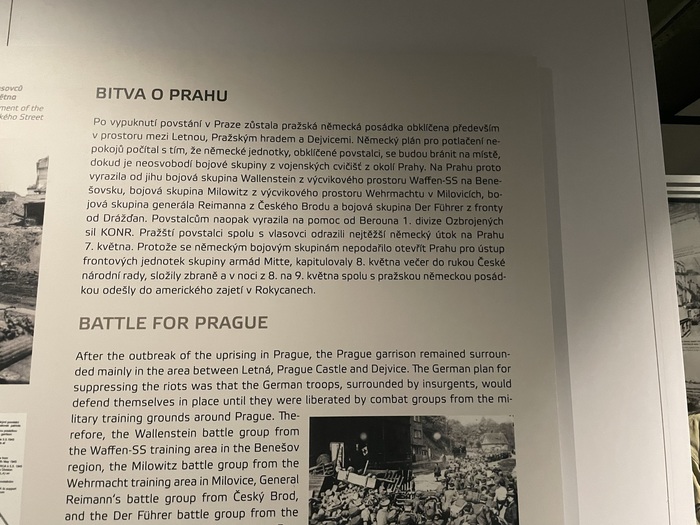 sovců
května
ment of the
kého Street
BITVA O PRAHU
Po vypuknutí povstání v Praze zůstala pražská německá posádka obklíčena především
v prostoru mezi Letnou, Pražským hradem a Dejvicemi. Německý plán pro potlačení ne-
pokojů počítal s tím, že německé jednotky, obklíčené povstalci, se budou bránit na místě,
dokud je neosvobodí bojové skupiny z vojenských cvičišť z okolí Prahy. Na Prahu proto
vyrazila od jihu bojová skupina Wallenstein z výcvikového prostoru Waffen-SS na Bene-
šovsku, bojová skupina Milowitz z výcvikového prostoru Wehrmachtu v Milovicích, bo-
jová skupina generála Reimanna z Českého Brodu a bojová skupina Der Führer z fronty
od Drážďan. Povstalcům naopak vyrazila na pomoc od Berouna 1. divize Ozbrojených
sil KONR. Pražští povstalci spolu s vlasovci odrazili nejtěžší německý útok na Prahu
7. května. Protože se německým bojovým skupinám nepodařilo otevřít Prahu pro ústup
frontových jednotek skupiny armád Mitte, kapitulovaly 8. května večer do rukou České
národní rady, složily zbraně a v noci z 8. na 9. května spolu s pražskou německou posád-
kou odešly do amerického zajetí v Rokycanech.
BATTLE FOR PRAGUE
After the outbreak of the uprising in Prague, the Prague garrison remained surroun-
ded mainly in the area between Letná, Prague Castle and Dejvice. The German plan for
suppressing the riots was that the German troops, surrounded by insurgents, would
defend themselves in place until they were liberated by combat groups from the mi-
litary training grounds around Prague. The-
refore, the Wallenstein battle group from
the Waffen-SS training area in the Benešov
region, the Milowitz battle group from the
Wehrmacht training area in Milovice, General
Reimann's battle group from Český Brod,
and the Der Führer battle group from the